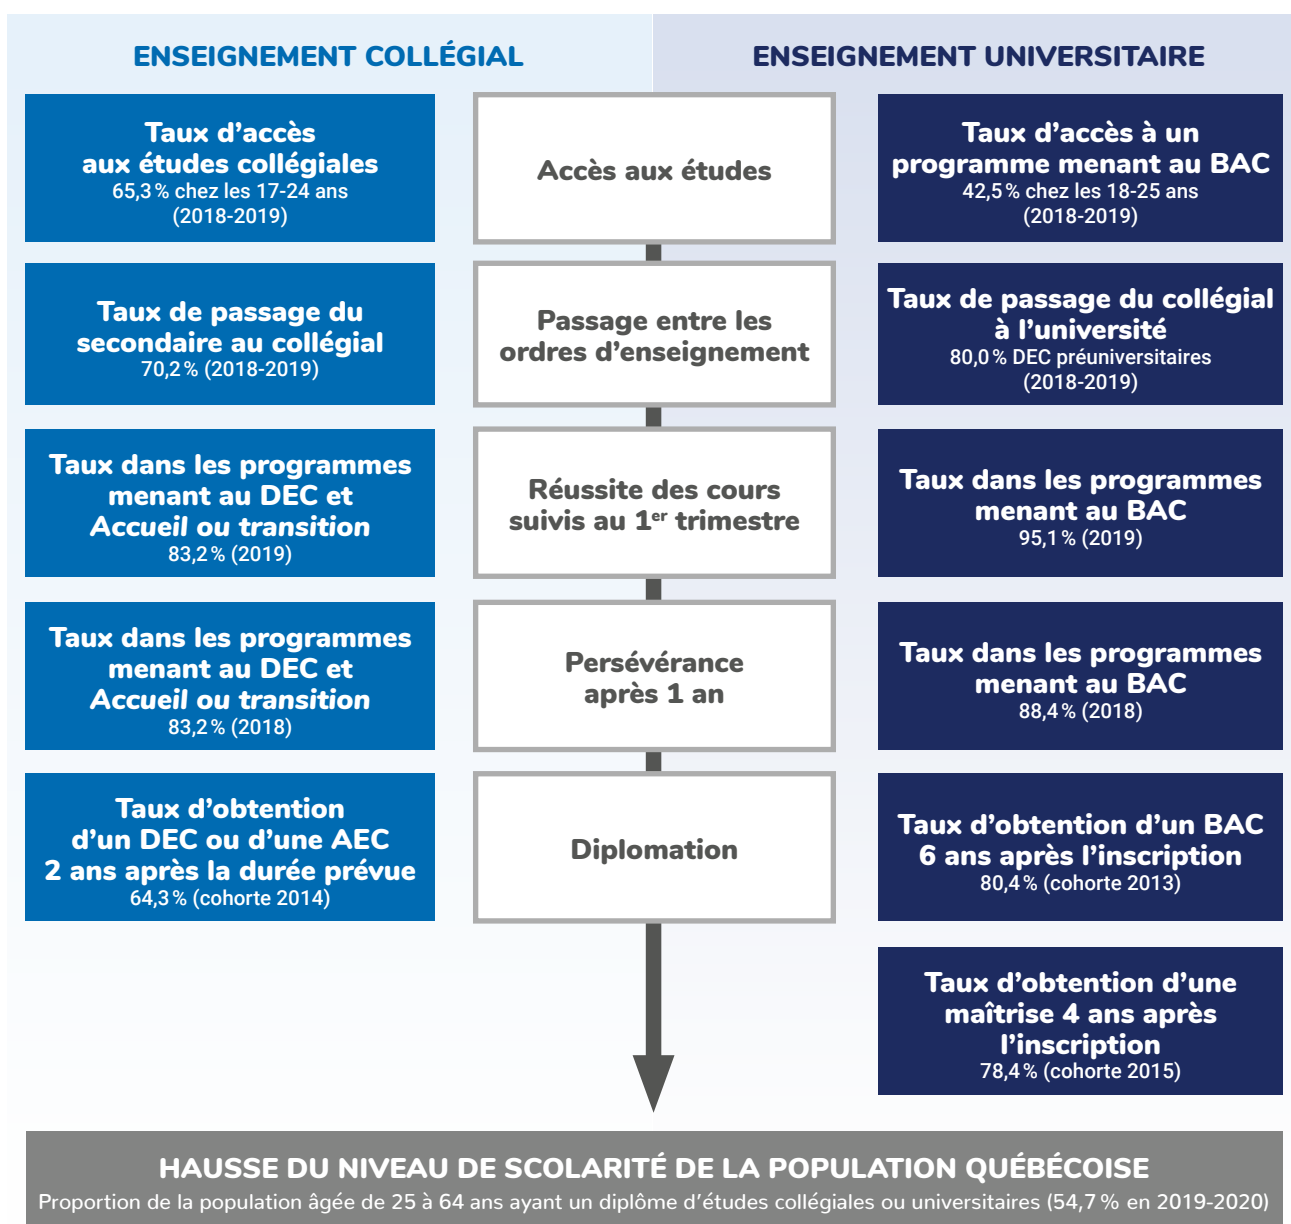 ENSEIGNEMENT COLLÉGIAL
ENSEIGNEMENT UNIVERSITAIRE
Taux d’accès
aux études collégiales
65,3 % chez les 17-24 ans
(2018-2019)
Accès aux études
Taux d’accès à un
programme menant au BAC
42,5 % chez les 18-25 ans
(2018-2019)
Taux de passage du
secondaire au collégial
70,2 % (2018-2019)
Passage entre les
ordres d’enseignement
Taux de passage du collégial
à l’université
80,0 % DEC préuniversitaires
(2018-2019)
Taux dans les programmes
menant au DEC et
Accueil ou transition
83,2 % (2019)
Réussite des cours
suivis au 1er trimestre
Taux dans les programmes
menant au BAC
95,1 % (2019)
Taux dans les programmes
menant au DEC et
Accueil ou transition
83,2 % (2018)
Persévérance
après 1 an
Taux dans les programmes
menant au BAC
88,4 % (2018)
Taux d’obtention
d’un DEC ou d’une AEC
2 ans après la durée prévue
64,3 % (cohorte 2014)
Diplomation
Taux d’obtention d’un BAC
6 ans après l’inscription
80,4 % (cohorte 2013)
Taux d’obtention d’une
maîtrise 4 ans après
l’inscription
78,4 % (cohorte 2015)
HAUSSE DU NIVEAU DE SCOLARITÉ DE LA POPULATION QUÉBÉCOISE
Proportion de la population âgée de 25 à 64 ans ayant un diplôme d’études collégiales ou universitaires (54,7 % en 2019-2020)